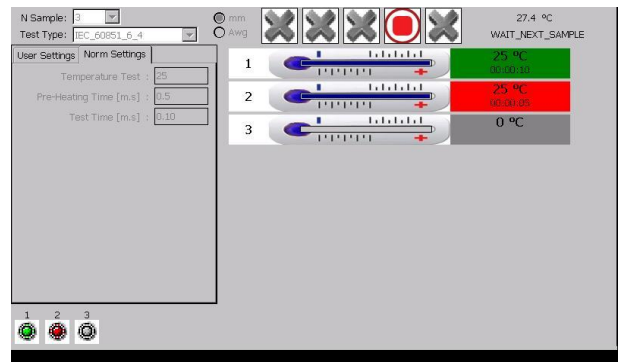 N Sample: 3
mm
27.4 ºC
Test Type: IEC_60851_6_4
Awg
WAIT_NEXT_SAMPLE
User Settings Norm Settings
Temperature Test : 25
Pre-Heating Time [m.s] : 0.5
Test Time [m.s] : 0.10
1
25 ºC
00:00:10
2
25 ºC
00:00:05
3
0 ºC
1 2 3